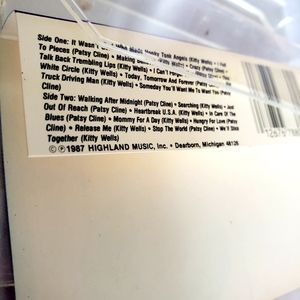 Side One: It Wasn't God Who Made Honky Tonk Angels (Kitty Wells) • I Fall
To Pieces (Patsy Cline) • Making (Kitty Wells) • Crazy (Patsy Cline) •
Talk Back Trembling Lips (Kitty Wells) • I Can't Forget
White Circle (Kitty Wells) • Today, Tomorrow And Forever (Patsy Cline) •
Truck Driving Man (Kitty Wells) • Someday You'll Want Me To Want You (Patsy
Cline)
Side Two: Walking After Midnight (Patsy Cline) • Searching (Kitty Wells) • Just
Out Of Reach (Patsy Cline) • Heartbreak U.S.A. (Kitty Wells) • In Care Of The
Blues (Patsy Cline) • Mommy For A Day (Kitty Wells) • Hungry For Love (Patsy
Cline) • Release Me (Kitty Wells) • Stop The World (Patsy Cline) • We'll Stick
Together (Kitty Wells)
©℗1987 HIGHLAND MUSIC, Inc. • Dearborn, Michigan 48126